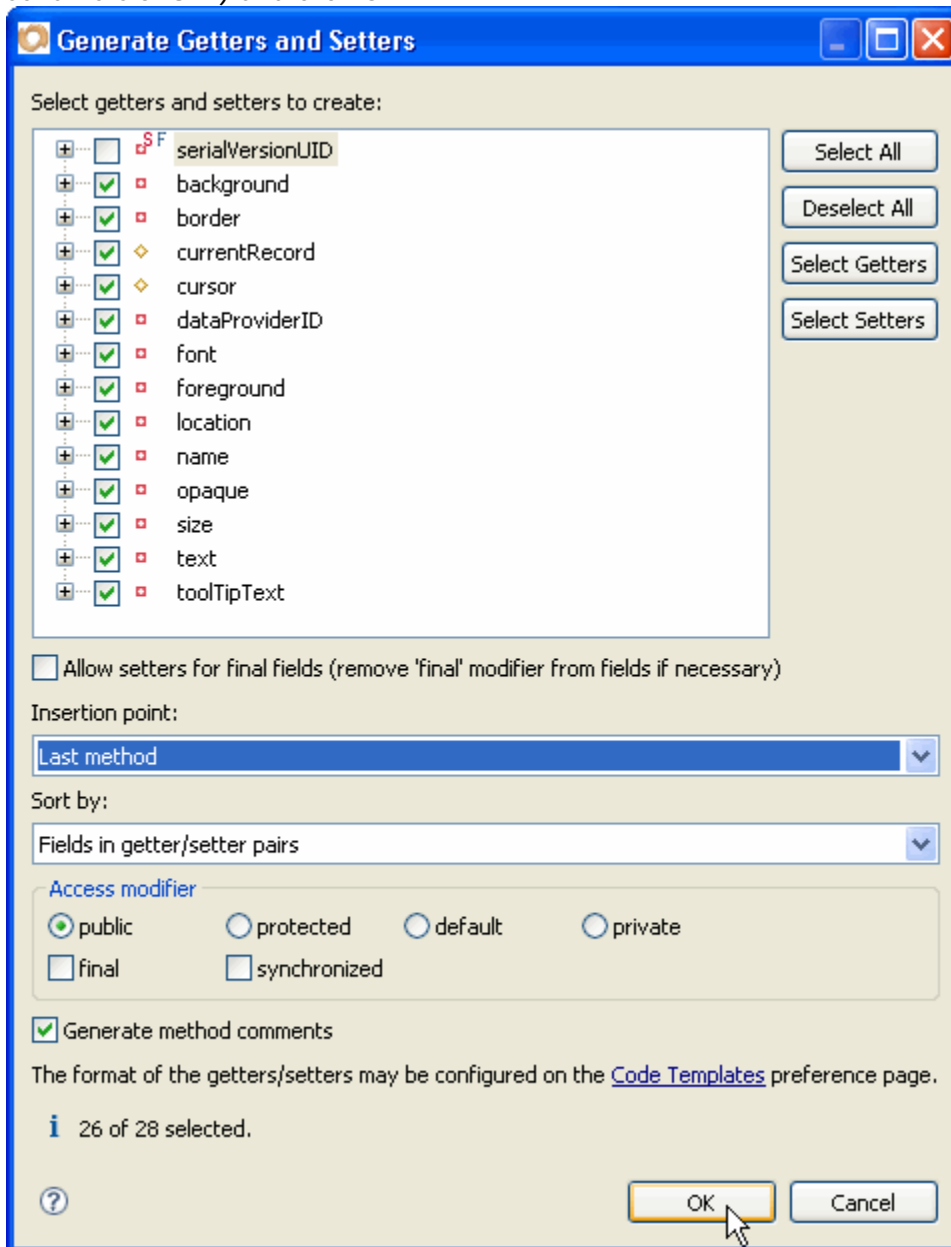 Generate Getters and Setters
Select getters and setters to create:
S F serialVersionUID
background
border
currentRecord
cursor
dataProviderID
font
foreground
location
name
opaque
size
text
toolTipText
Select All
Deselect All
Select Getters
Select Setters
Allow setters for final fields (remove 'final' modifier from fields if necessary)
Insertion point:
Last method
Sort by:
Fields in getter/setter pairs
Access modifier
public protected default private
final synchronized
Generate method comments
The format of the getters/setters may be configured on the Code Templates preference page.
i 26 of 28 selected.
? OK Cancel